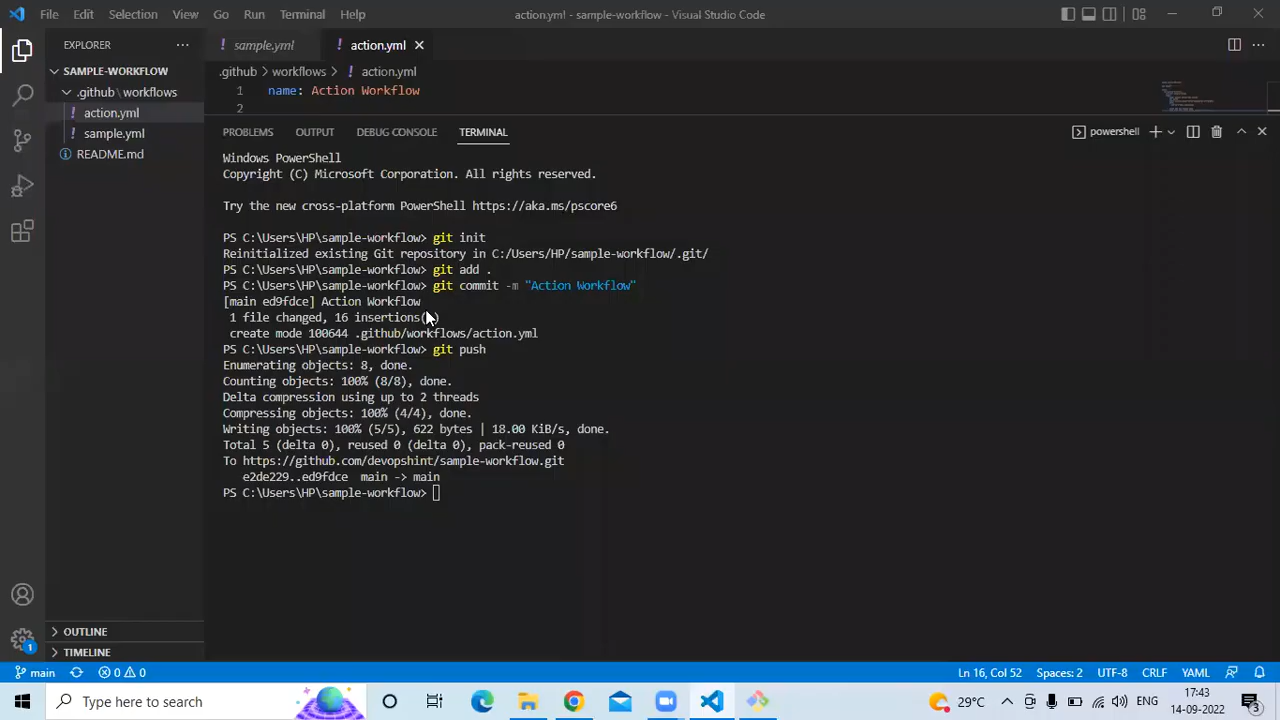 File Edit Selection View Go Run Terminal Help
action.yml - sample-workflow - Visual Studio Code
EXPLORER
sample.yml
action.yml
SAMPLE-WORKFLOW
.github > workflows > ! action.yml
.github \ workflows
1 name: Action Workflow
2
! action.yml
! sample.yml
README.md
PROBLEMS OUTPUT DEBUG CONSOLE TERMINAL
powershell
Windows PowerShell
Copyright (C) Microsoft Corporation. All rights reserved.
Try the new cross-platform PowerShell https://aka.ms/pscore6
PS C:\Users\HP\sample-workflow> git init
Reinitialized existing Git repository in C:/Users/HP/sample-workflow/.git/
PS C:\Users\HP\sample-workflow> git add .
PS C:\Users\HP\sample-workflow> git commit -m "Action Workflow"
[main ed9fdce] Action Workflow
1 file changed, 16 insertions( )
create mode 100644 .github/workflows/action.yml
PS C:\Users\HP\sample-workflow> git push
Enumerating objects: 8, done.
Counting objects: 100% (8/8), done.
Delta compression using up to 2 threads
Compressing objects: 100% (4/4), done.
Writing objects: 100% (5/5), 622 bytes | 18.00 KiB/s, done.
Total 5 (delta 0), reused 0 (delta 0), pack-reused 0
To https://github.com/devopshint/sample-workflow.git
e2de229..ed9fdce main -> main
PS C:\Users\HP\sample-workflow>
OUTLINE
TIMELINE
1
main 0 0
Ln 16, Col 52 Spaces: 2 UTF-8 CRLF YAML
Type here to search
29°C
ENG
17:43
14-09-2022
3